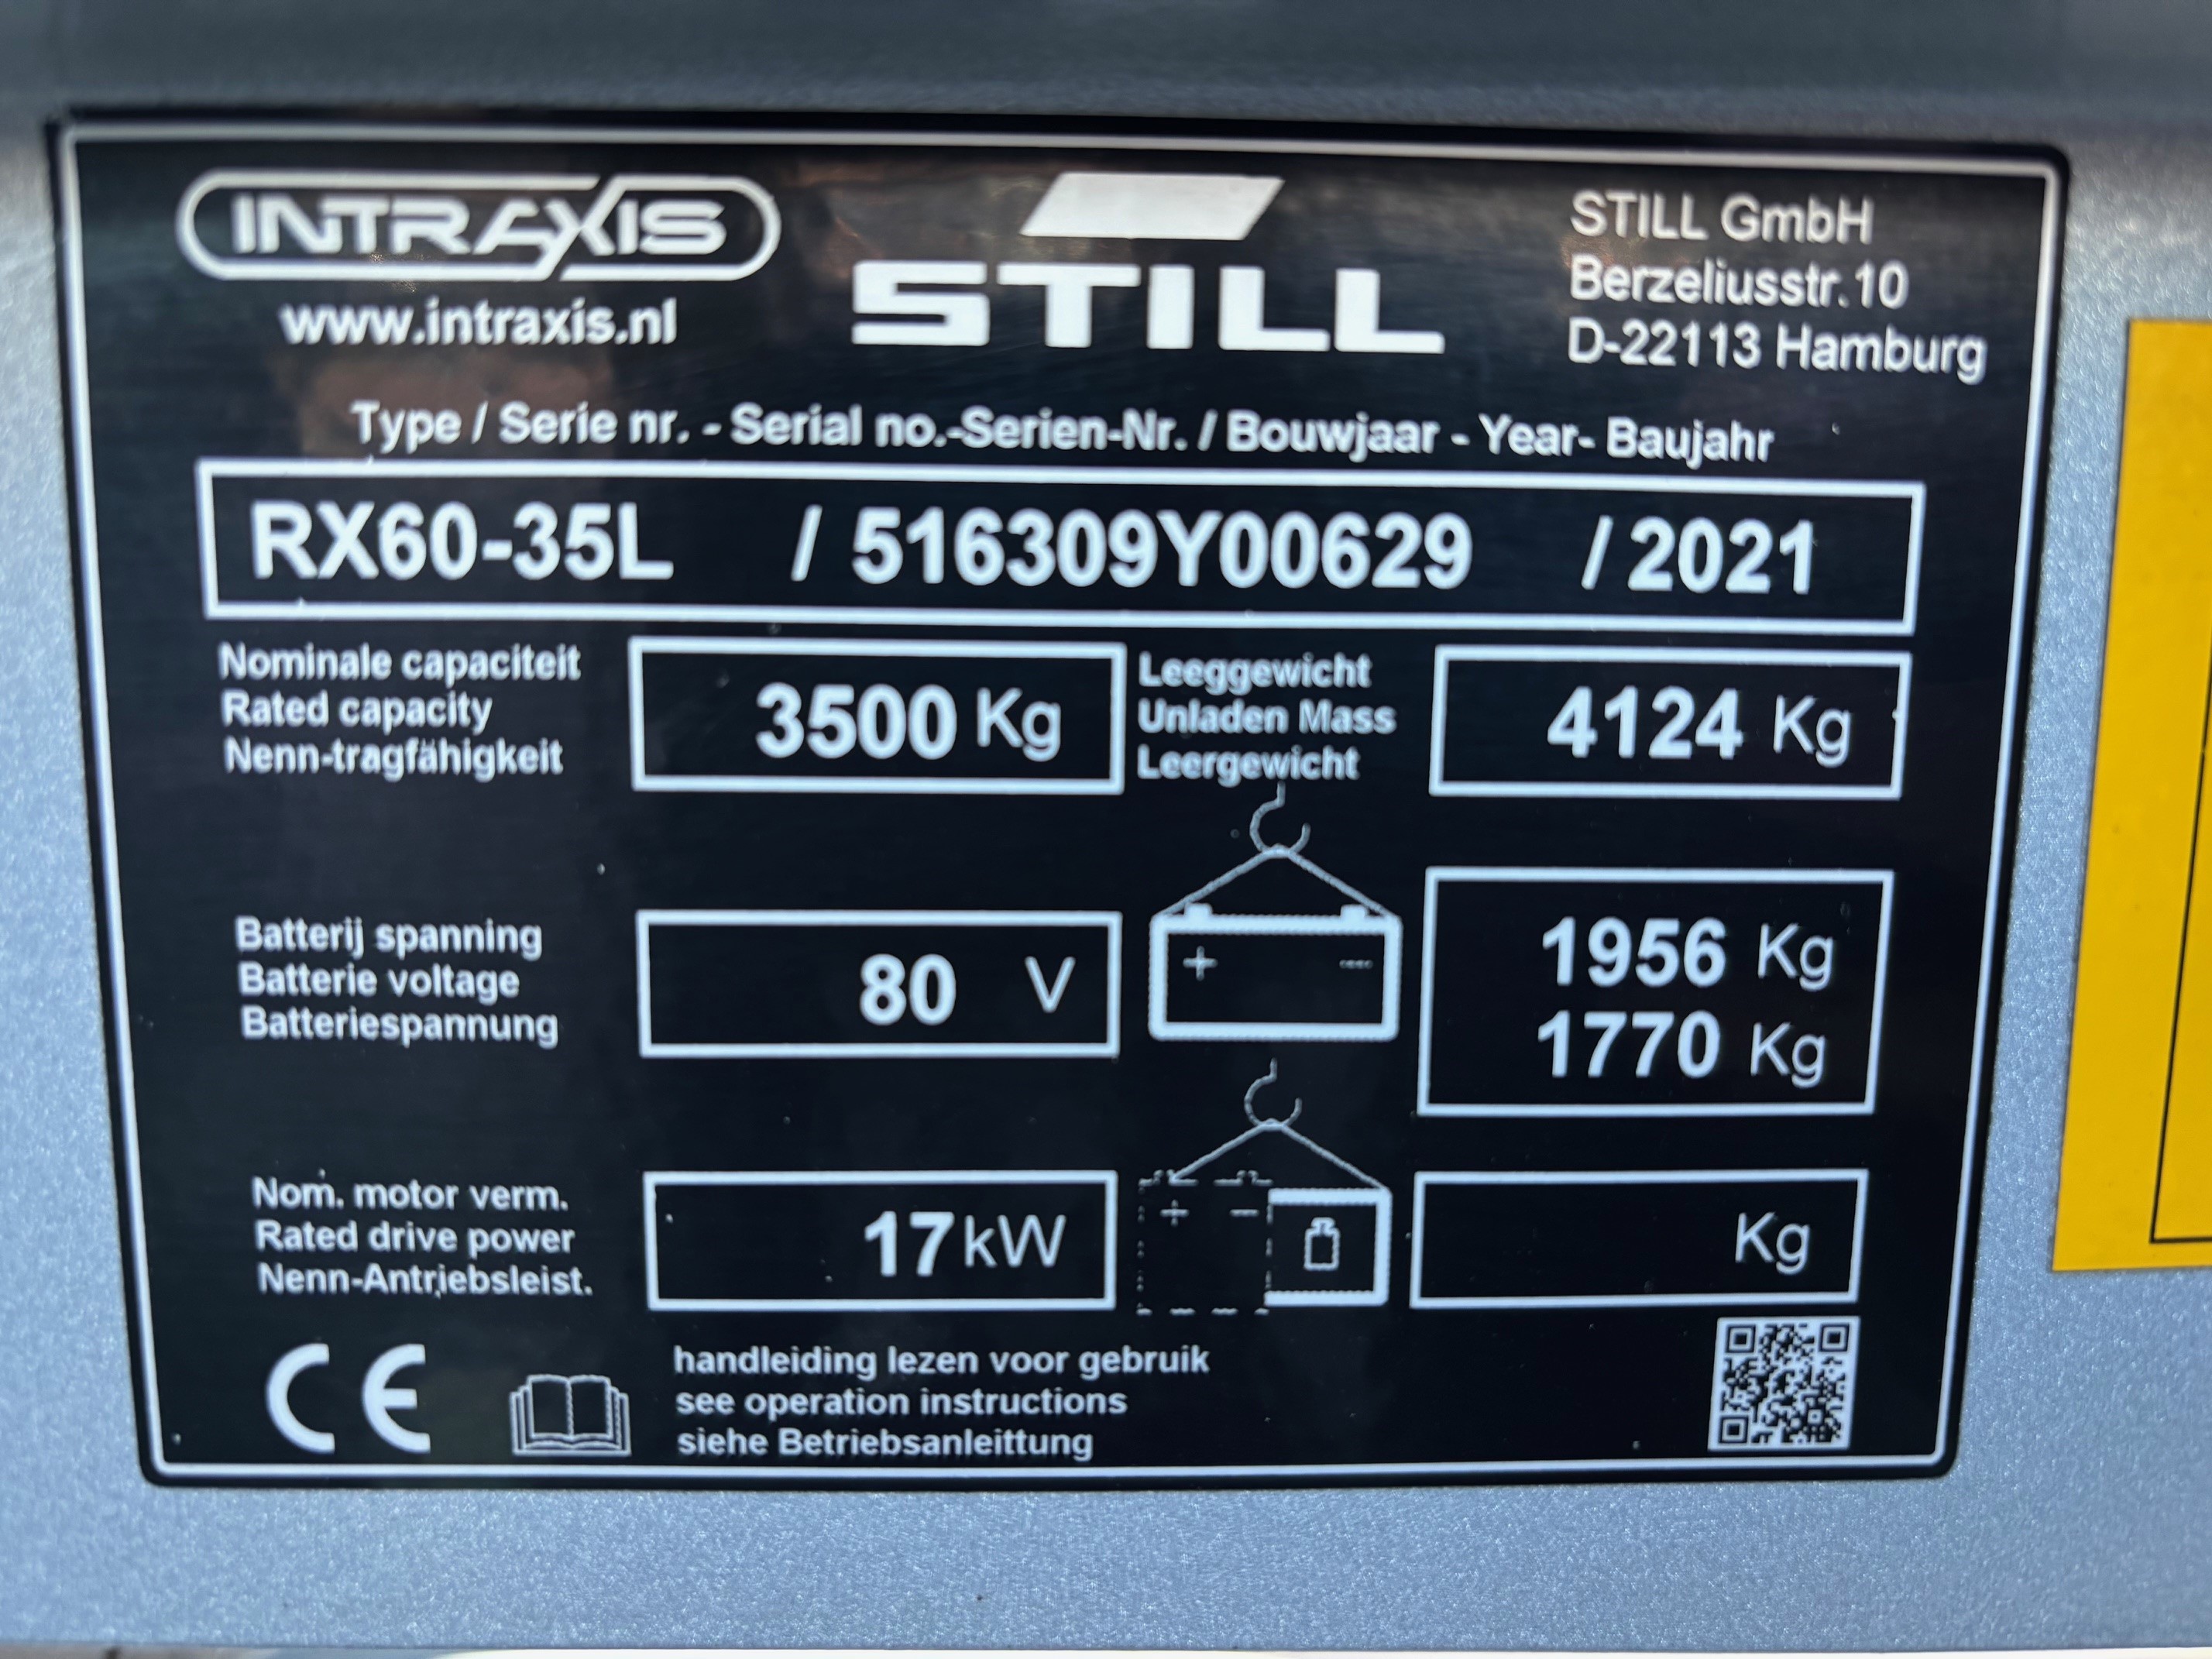 INTRAXIS
www.intraxis.nl
STILL
STILL GmbH
Berzeliusstr.10
D-22113 Hamburg
Type / Serie nr. - Serial no.-Serien-Nr. / Bouwjaar - Year- Baujahr
RX60-35L / 516309Y00629 / 2021
Nominale capaciteit
Rated capacity
Nenn-tragfähigkeit
3500 Kg
Leeggewicht
Unladen Mass
Leergewicht
4124 Kg
Batterij spanning
Batterie voltage
Batteriespannung
80 V
+ -
1956 Kg
1770 Kg
Nom. motor verm.
Rated drive power
Nenn-Antriebsleist.
17 kW
+ -
Kg
CE
handleiding lezen voor gebruik
see operation instructions
siehe Betriebsanleittung